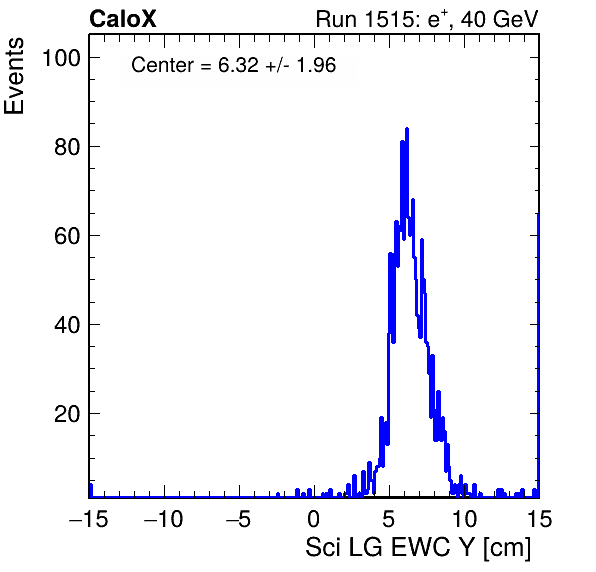 CaloX Run 1515: e⁺, 40 GeV
Center = 6.32 +/- 1.96
Events
100
80
60
40
20
−15 −10 −5 0 5 10 15
Sci LG EWC Y [cm]